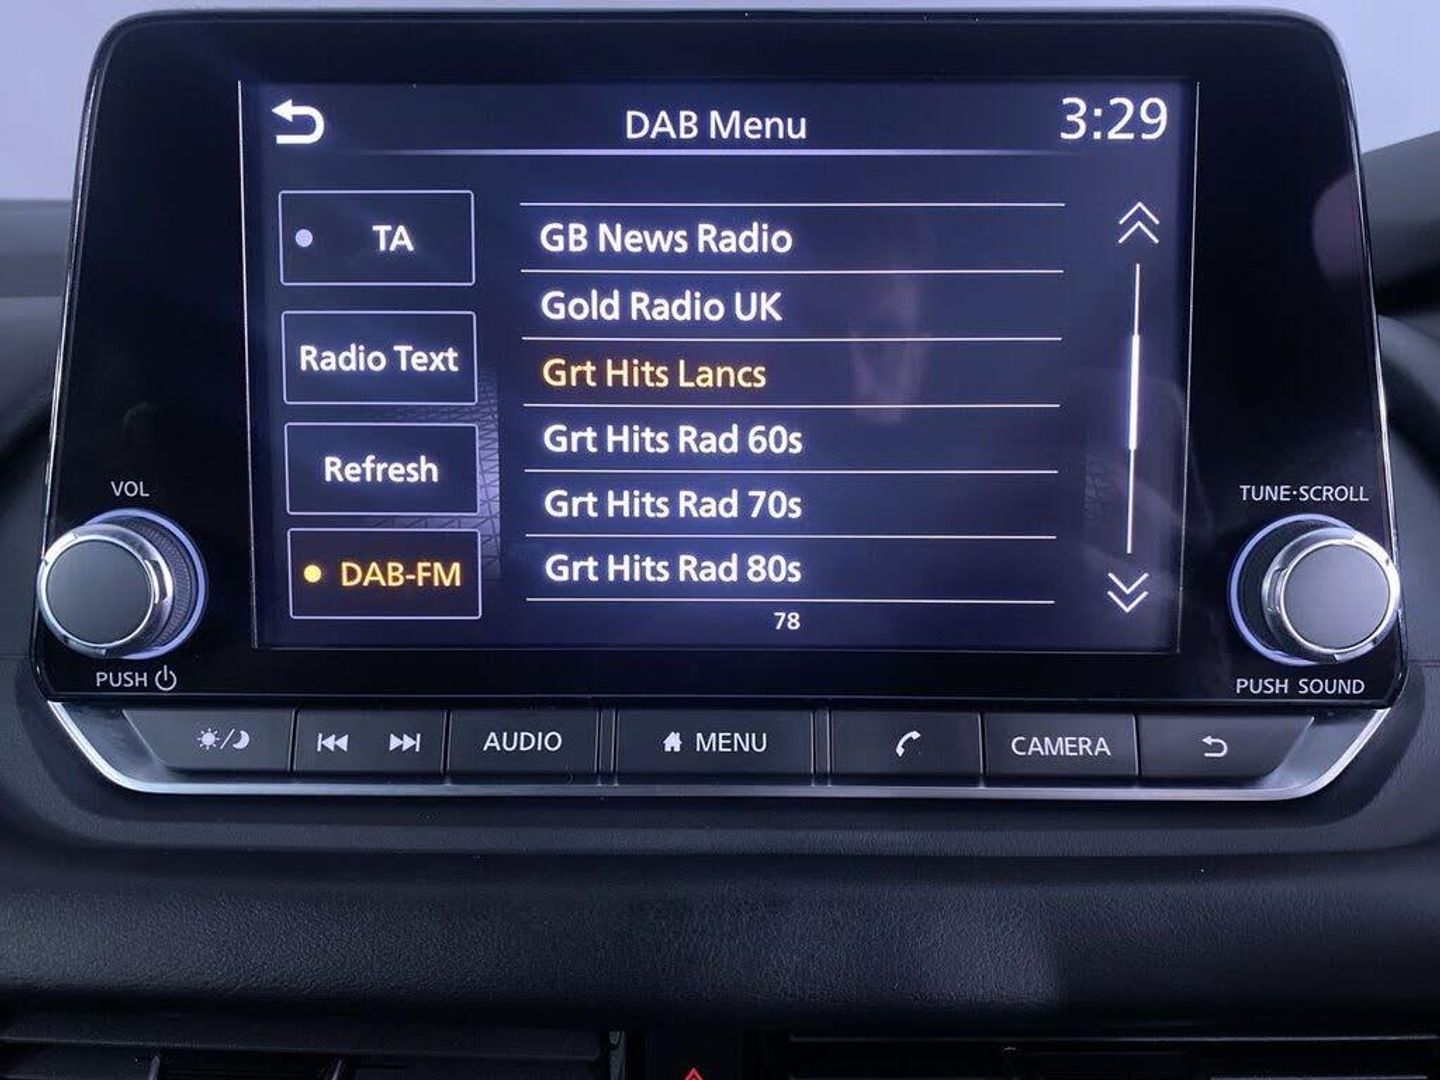 DAB Menu
3:29
TA
Radio Text
Refresh
DAB-FM
GB News Radio
Gold Radio UK
Grt Hits Lancs
Grt Hits Rad 60s
Grt Hits Rad 70s
Grt Hits Rad 80s
78
VOL
PUSH
TUNE·SCROLL
PUSH SOUND
AUDIO
MENU
CAMERA